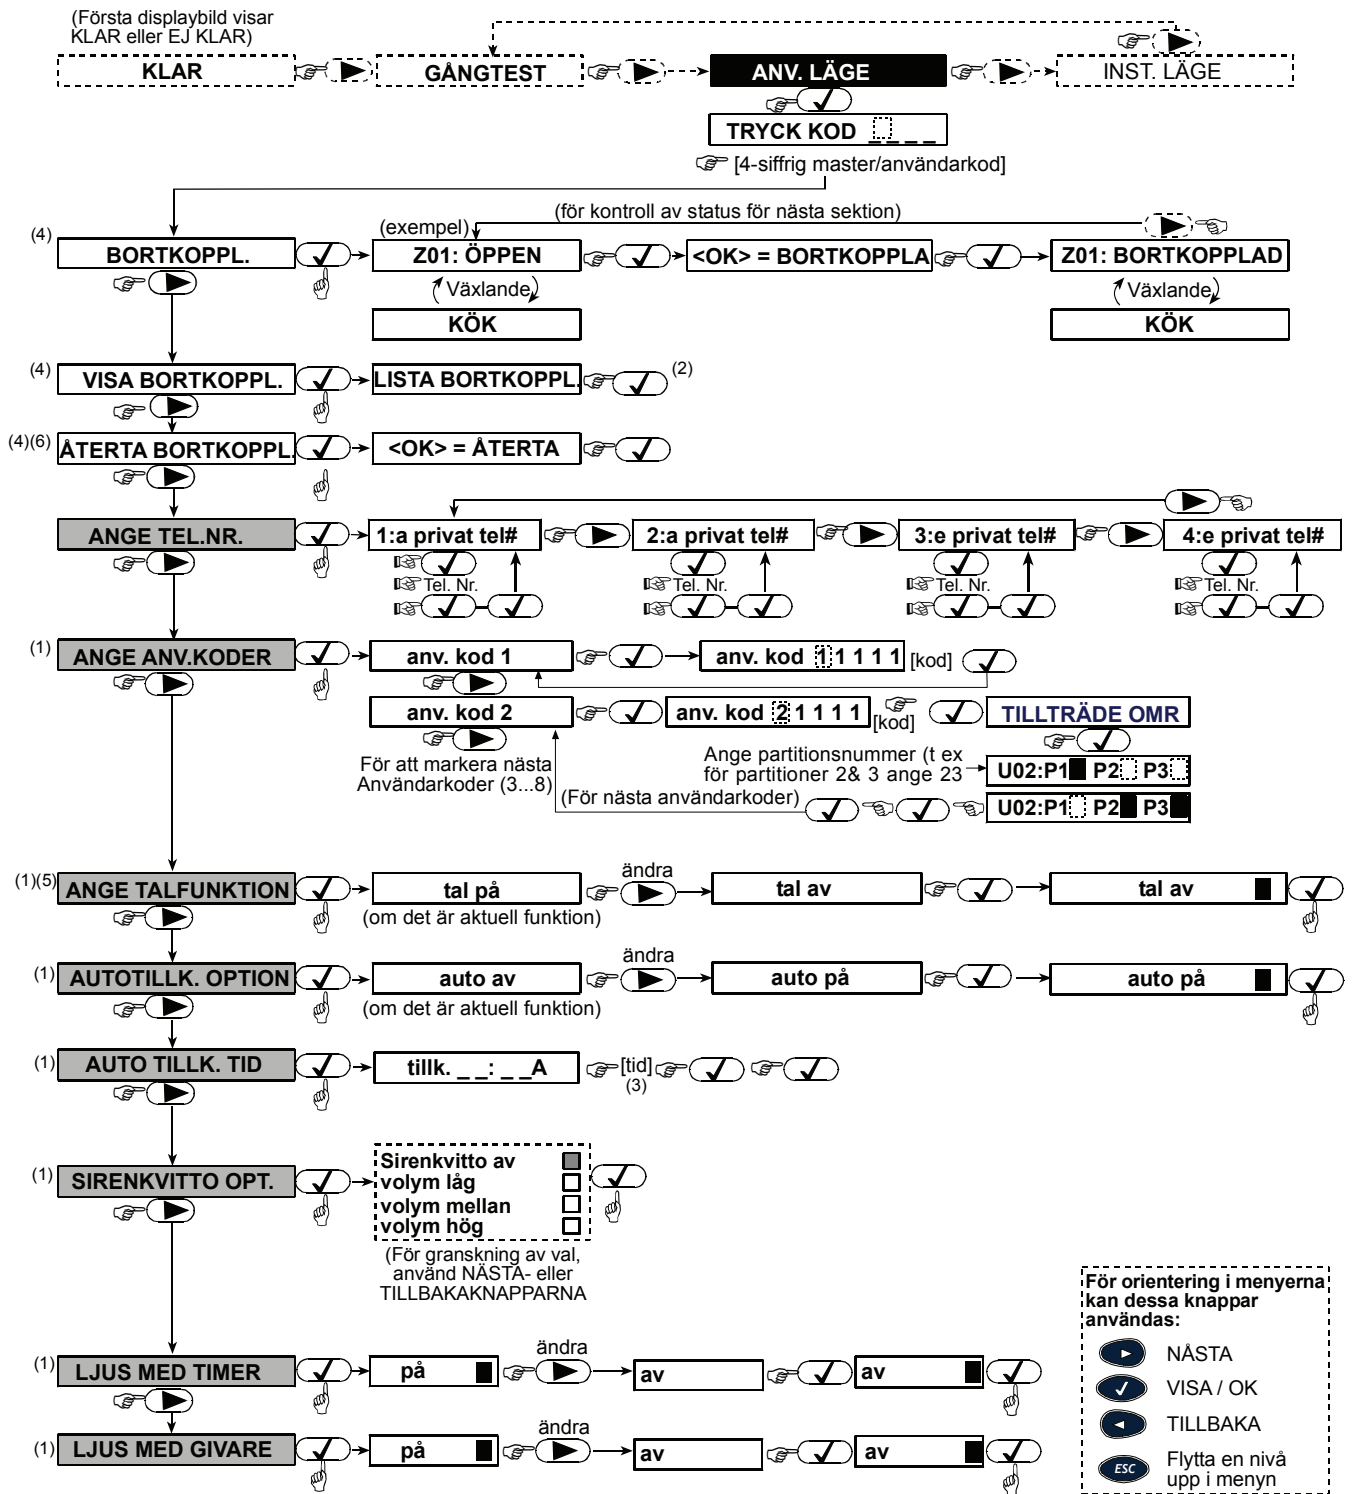 (Första displaybild visar
KLAR eller EJ KLAR)
KLAR
GÅNGTEST
ANV. LÄGE
INST. LÄGE
TRYCK KOD _ _ _ _
[4-siffrig master/användarkod]
(för kontroll av status för nästa sektion)
(exempel)
(4)
BORTKOPPL.
Z01: ÖPPEN
<OK> = BORTKOPPLA
Z01: BORTKOPPLAD
Växlande
Växlande
KÖK
KÖK
(4)
VISA BORTKOPPL.
LISTA BORTKOPPL.
(2)
(4)(6)
ÅTERTA BORTKOPPL.
<OK> = ÅTERTA
ANGE TEL.NR.
1:a privat tel#
2:a privat tel#
3:e privat tel#
4:e privat tel#
Tel. Nr.
Tel. Nr.
Tel. Nr.
Tel. Nr.
(1)
ANGE ANV.KODER
anv. kod 1
anv. kod 1 1 1 1 1
[kod]
anv. kod 2
anv. kod 2 1 1 1 1
[kod]
TILLTRÄDE OMR
För att markera nästa
Användarkoder (3...8)
Ange partitionsnummer (t ex
för partitioner 2& 3 ange 23
U02:P1 P2 P3
(För nästa användarkoder)
U02:P1 P2 P3
(1)(5)
ANGE TALFUNKTION
tal på
ändra
tal av
tal av
(om det är aktuell funktion)
(1)
AUTOTILLK. OPTION
auto av
ändra
auto på
auto på
(om det är aktuell funktion)
(1)
AUTO TILLK. TID
tillk. _ _: _ _A
[tid]
(3)
(1)
SIRENKVITTO OPT.
Sirenkvitto av
volym låg
volym mellan
volym hög
(För granskning av val,
använd NÄSTA- eller
TILLBAKAKNAPPARNA
(1)
LJUS MED TIMER
på
ändra
av
av
(1)
LJUS MED GIVARE
på
ändra
av
av
För orientering i menyerna
kan dessa knappar
användas:
NÅSTA
VISA / OK
TILLBAKA
ESC
Flytta en nivå
upp i menyn